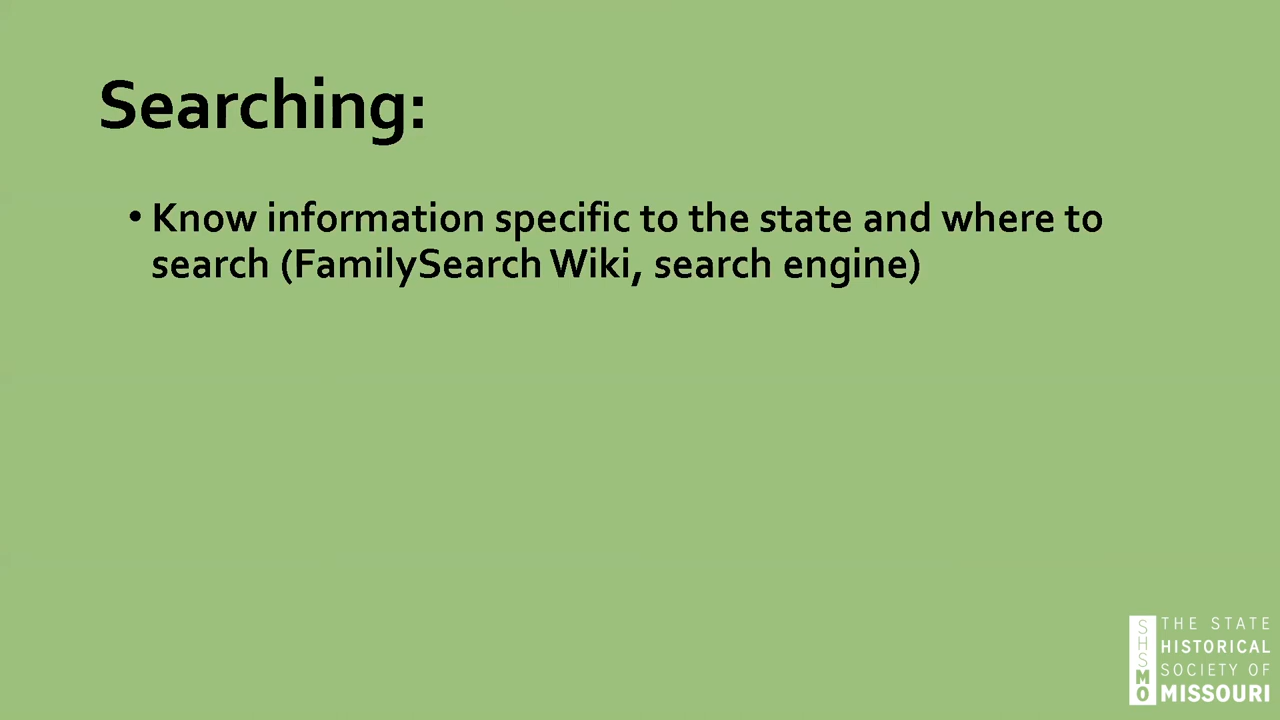 Searching:
• Know information specific to the state and where to
search (FamilySearch Wiki, search engine)
SHSMO
THE STATE
HISTORICAL
SOCIETY OF
MISSOURI